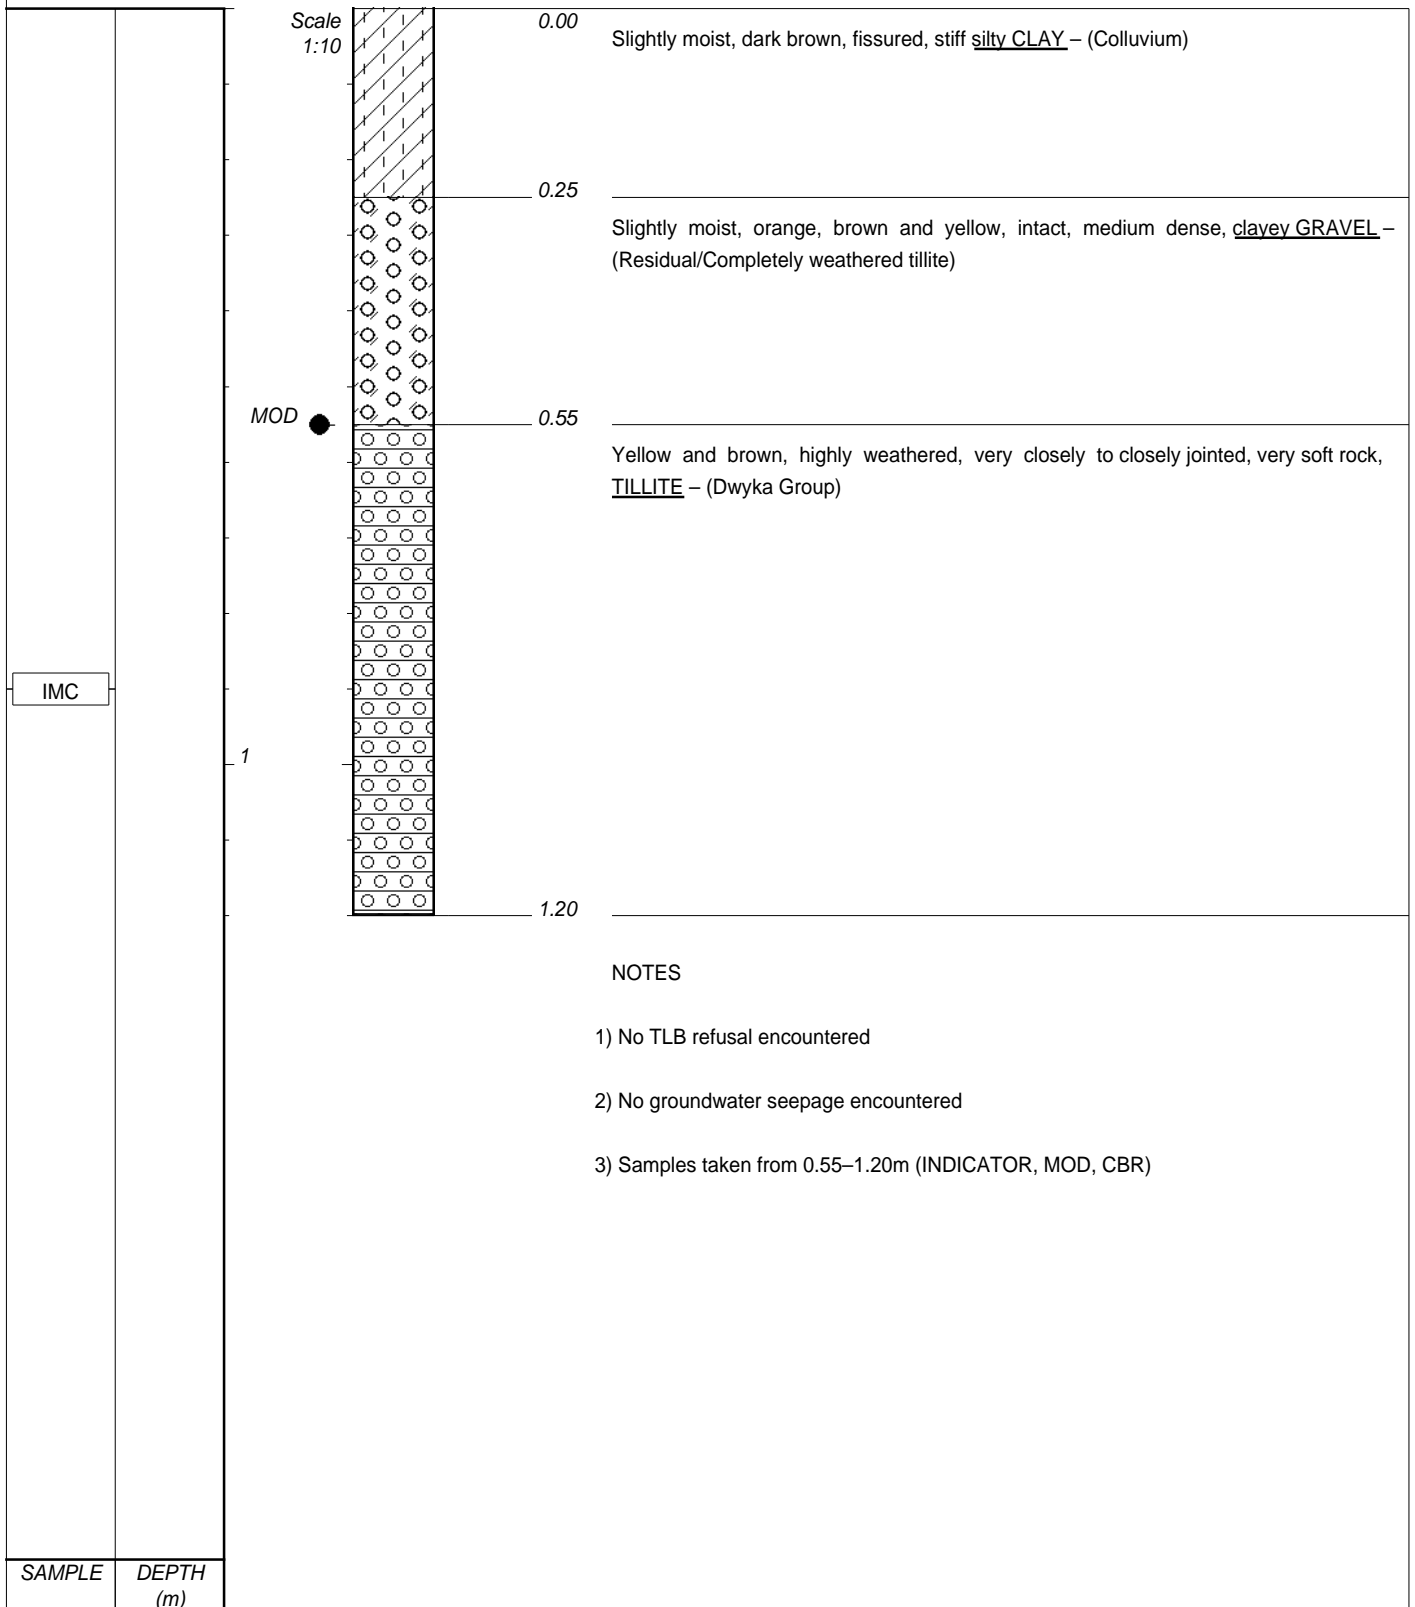 Scale
1:10
0.00
Slightly moist, dark brown, fissured, stiff silty CLAY – (Colluvium)
0.25
Slightly moist, orange, brown and yellow, intact, medium dense, clayey GRAVEL –
(Residual/Completely weathered tillite)
MOD
0.55
Yellow and brown, highly weathered, very closely to closely jointed, very soft rock,
TILLITE – (Dwyka Group)
IMC
1
1.20
NOTES
1) No TLB refusal encountered
2) No groundwater seepage encountered
3) Samples taken from 0.55–1.20m (INDICATOR, MOD, CBR)
SAMPLE
DEPTH
(m)